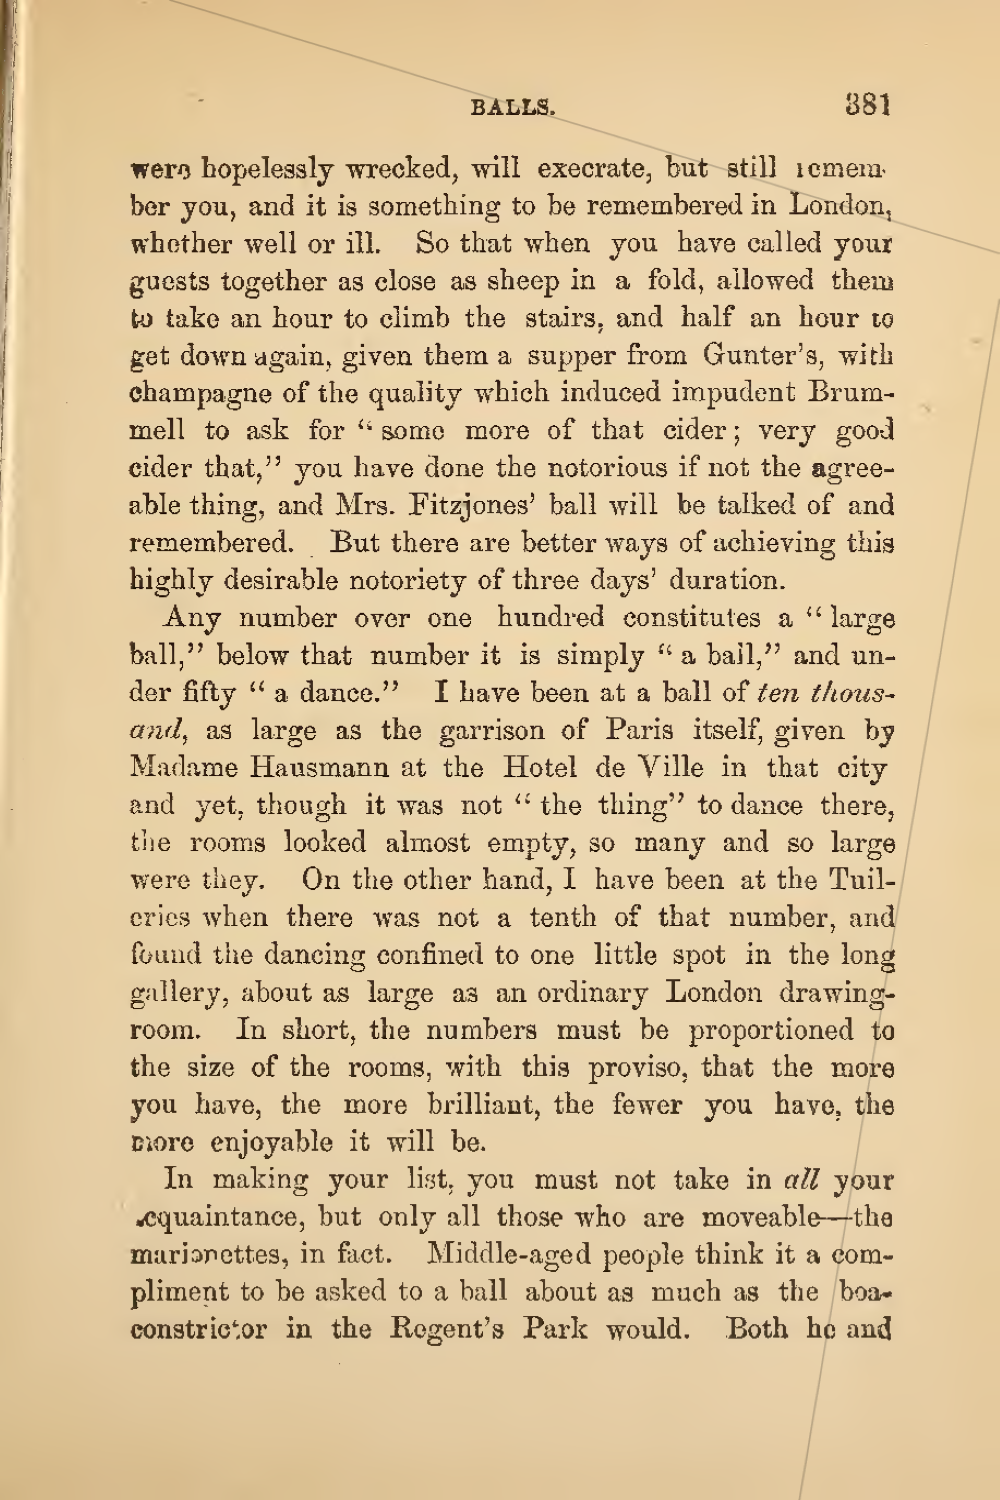 BALLS. 381
were hopelessly wrecked, will execrate, but still remem-
ber you, and it is something to be remembered in London,
whether well or ill. So that when you have called your
guests together as close as sheep in a fold, allowed them
to take an hour to climb the stairs, and half an hour to
get down again, given them a supper from Gunter's, with
champagne of the quality which induced impudent Brum-
mell to ask for "some more of that cider; very good
cider that," you have done the notorious if not the agree-
able thing, and Mrs. Fitzjones' ball will be talked of and
remembered. But there are better ways of achieving this
highly desirable notoriety of three days' duration.
Any number over one hundred constitutes a "large
ball," below that number it is simply "a ball," and un-
der fifty "a dance." I have been at a ball of ten thous-
and, as large as the garrison of Paris itself, given by
Madame Hausmann at the Hotel de Ville in that city
and yet, though it was not "the thing" to dance there,
the rooms looked almost empty, so many and so large
were they. On the other hand, I have been at the Tuil-
eries when there was not a tenth of that number, and
found the dancing confined to one little spot in the long
gallery, about as large as an ordinary London drawing-
room. In short, the numbers must be proportioned to
the size of the rooms, with this proviso, that the more
you have, the more brilliant, the fewer you have, the
more enjoyable it will be.
In making your list, you must not take in all your
acquaintance, but only all those who are moveable—the
marionettes, in fact. Middle-aged people think it a com-
pliment to be asked to a ball about as much as the boa-
constrictor in the Regent's Park would. Both he and